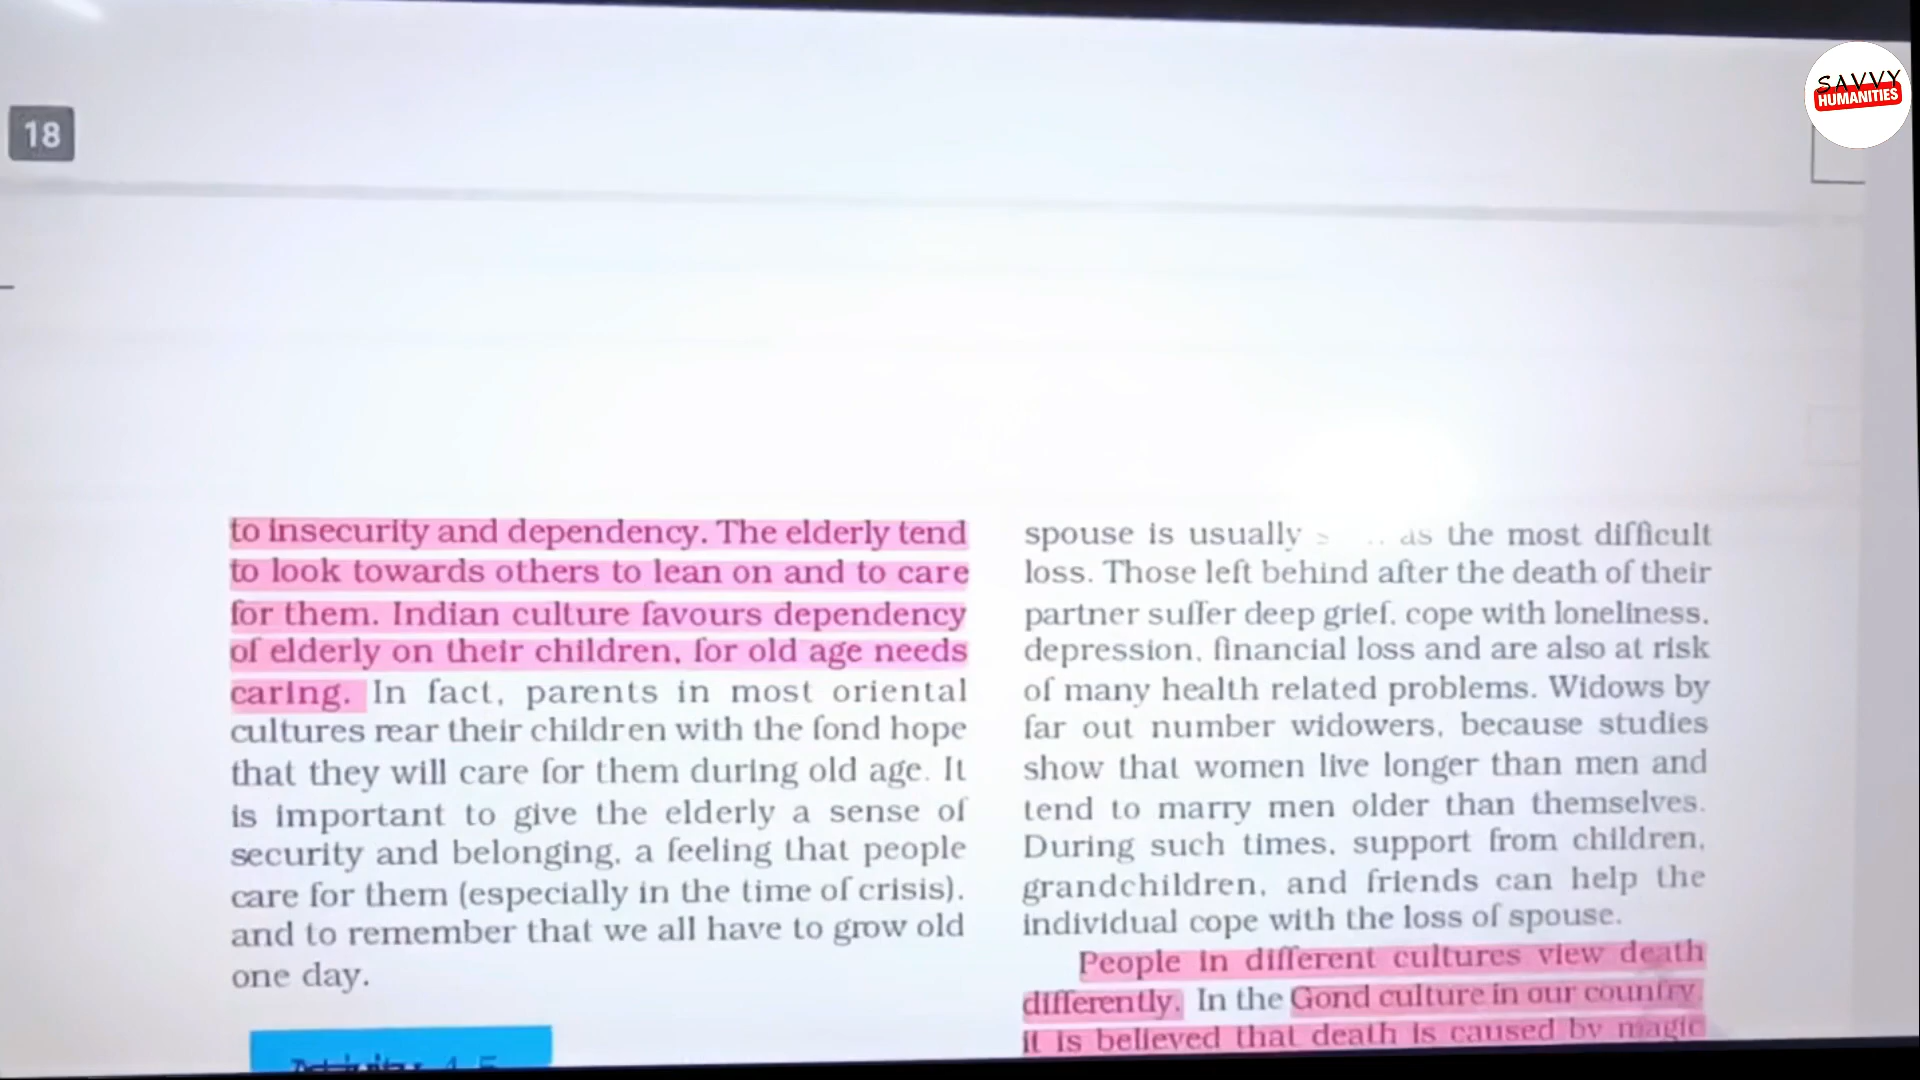 SAVVY
HUMANITIES
18
to insecurity and dependency. The elderly tend
to look towards others to lean on and to care
for them. Indian culture favours dependency
of elderly on their children, for old age needs
caring. In fact, parents in most oriental
cultures rear their children with the fond hope
that they will care for them during old age. It
is important to give the elderly a sense of
security and belonging, a feeling that people
care for them (especially in the time of crisis),
and to remember that we all have to grow old
one day.
Activity 4.5
spouse is usually as the most difficult
loss. Those left behind after the death of their
partner suffer deep grief, cope with loneliness,
depression, financial loss and are also at risk
of many health related problems. Widows by
far out number widowers, because studies
show that women live longer than men and
tend to marry men older than themselves.
During such times, support from children,
grandchildren, and friends can help the
individual cope with the loss of spouse.
People in different cultures view death
differently. In the Gond culture in our country,
it is believed that death is caused by magic